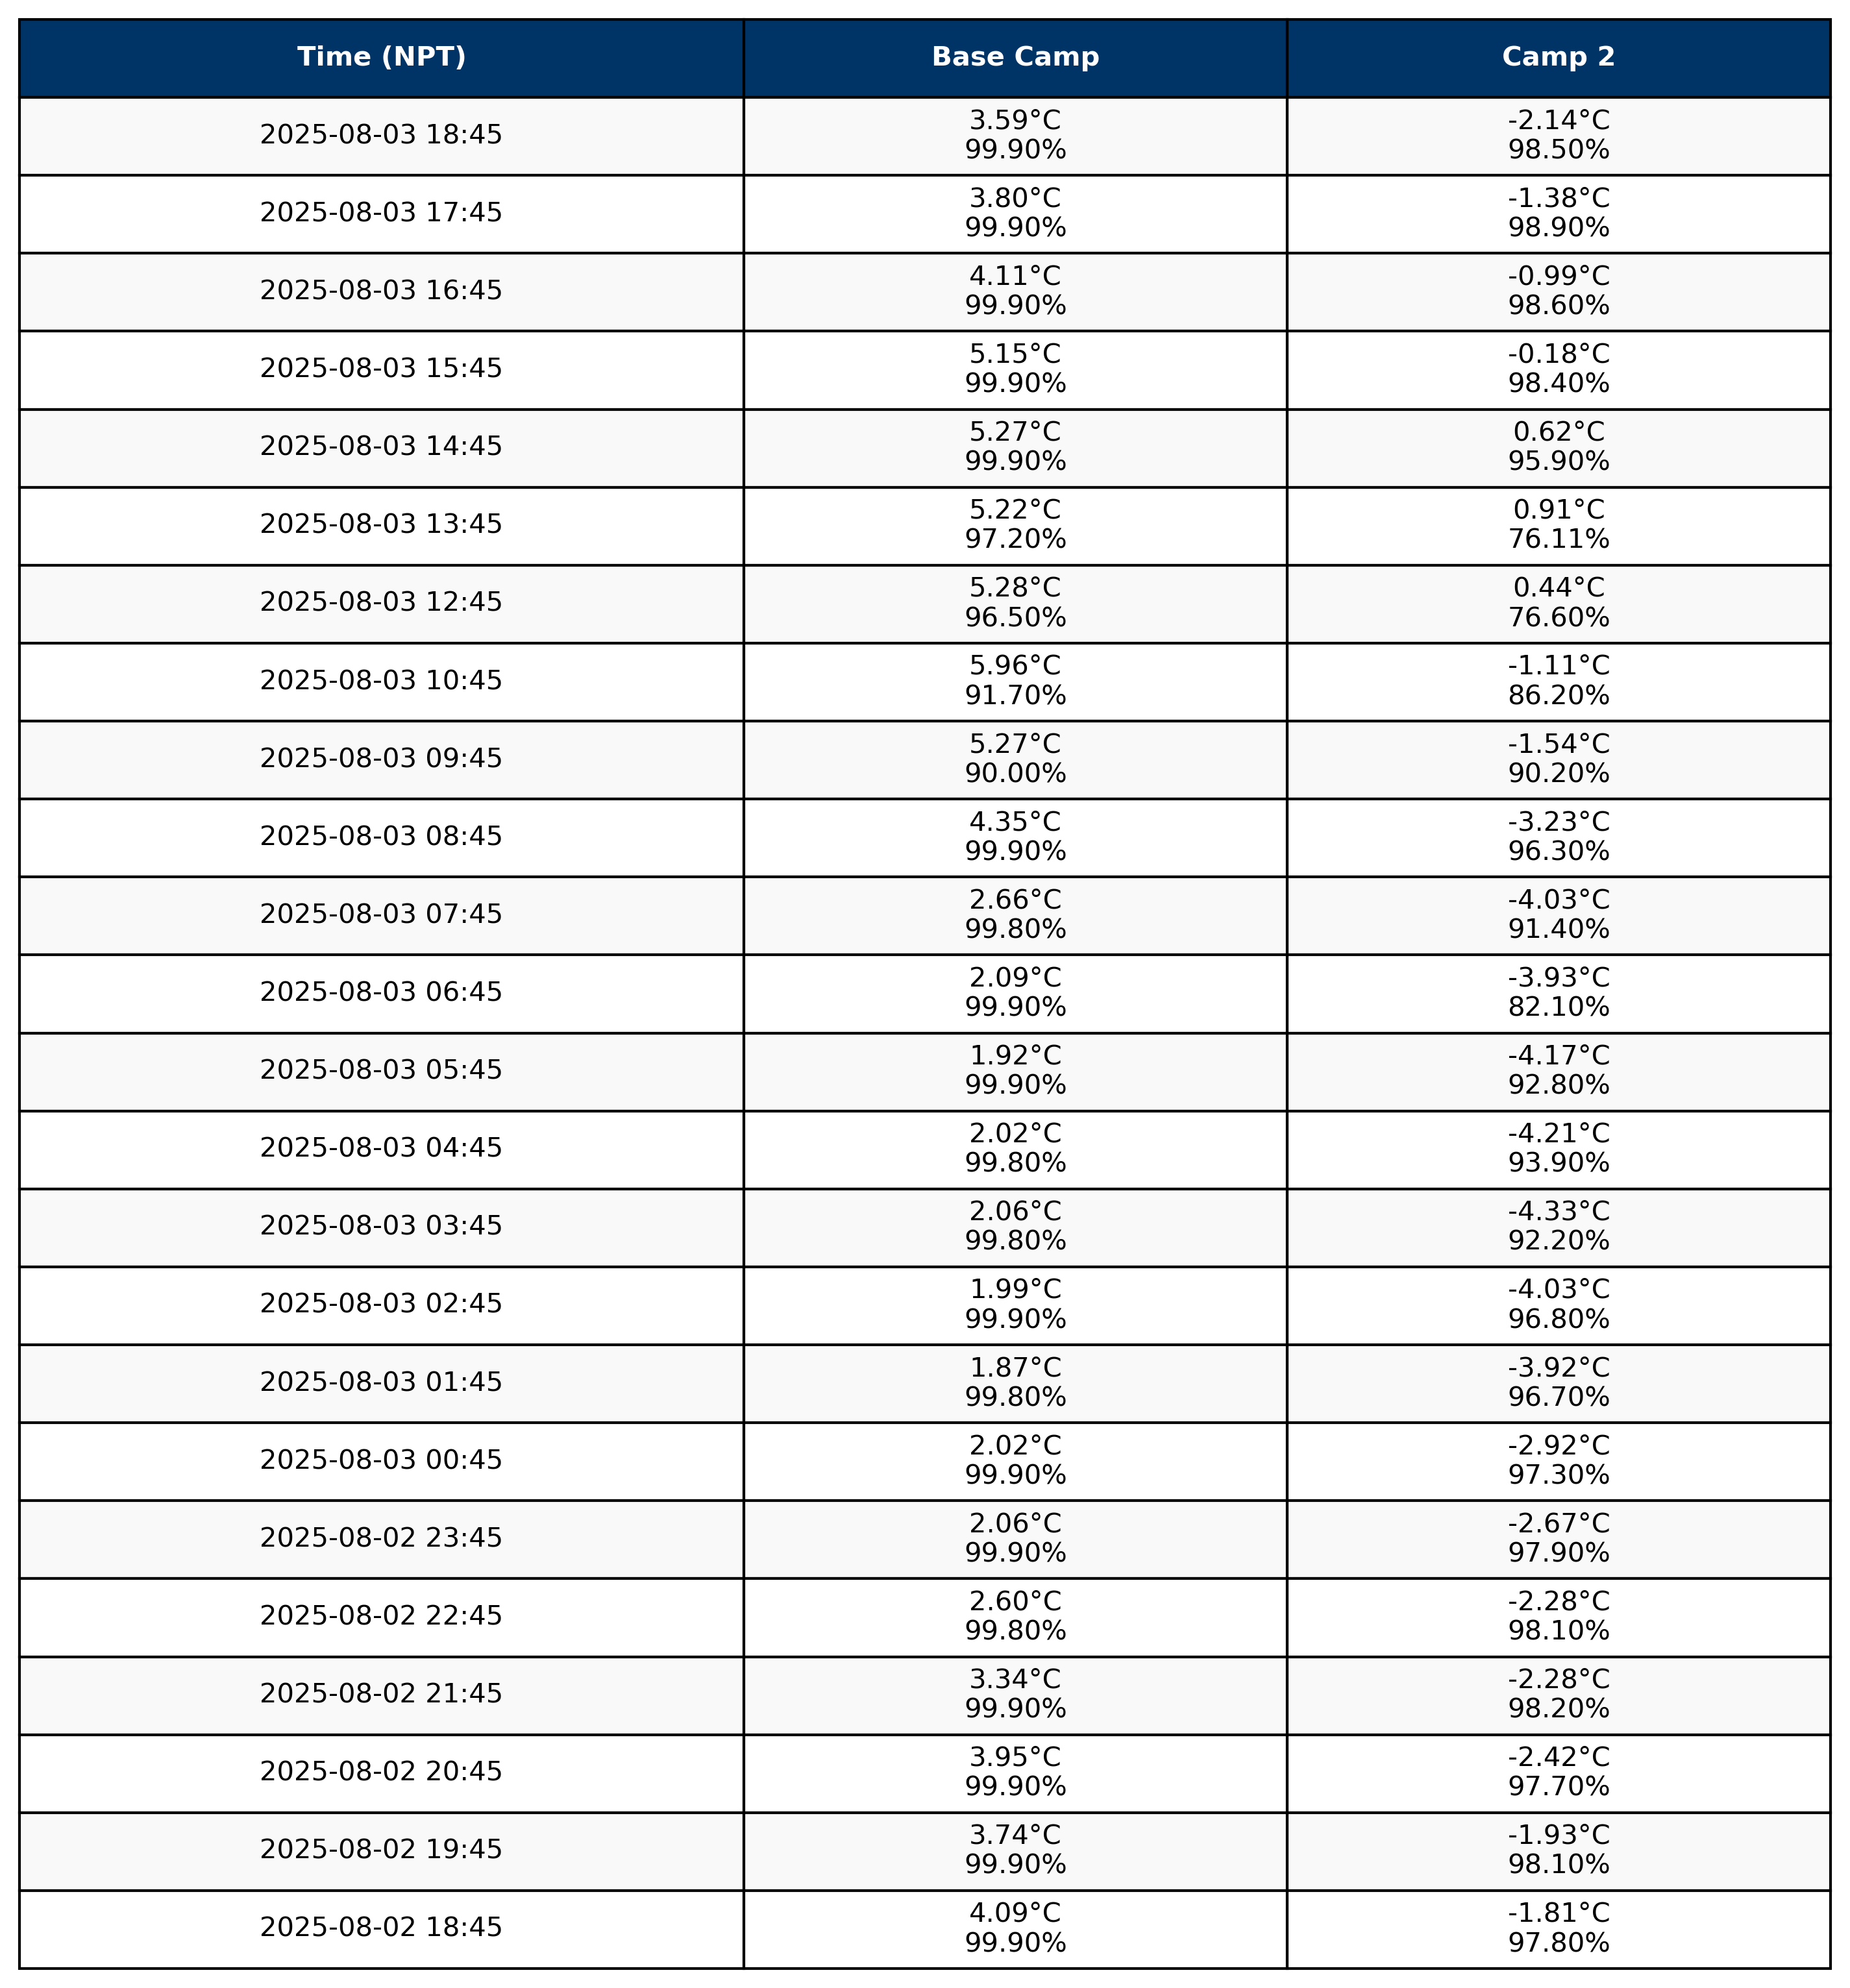 Time (NPT) Base Camp Camp 2
2025-08-03 18:45 3.59°C -2.14°C
99.90% 98.50%
2025-08-03 17:45 3.80°C -1.38°C
99.90% 98.90%
2025-08-03 16:45 4.11°C -0.99°C
99.90% 98.60%
2025-08-03 15:45 5.15°C -0.18°C
99.90% 98.40%
2025-08-03 14:45 5.27°C 0.62°C
99.90% 95.90%
2025-08-03 13:45 5.22°C 0.91°C
97.20% 76.11%
2025-08-03 12:45 5.28°C 0.44°C
96.50% 76.60%
2025-08-03 10:45 5.96°C -1.11°C
91.70% 86.20%
2025-08-03 09:45 5.27°C -1.54°C
90.00% 90.20%
2025-08-03 08:45 4.35°C -3.23°C
99.90% 96.30%
2025-08-03 07:45 2.66°C -4.03°C
99.80% 91.40%
2025-08-03 06:45 2.09°C -3.93°C
99.90% 82.10%
2025-08-03 05:45 1.92°C -4.17°C
99.90% 92.80%
2025-08-03 04:45 2.02°C -4.21°C
99.80% 93.90%
2025-08-03 03:45 2.06°C -4.33°C
99.80% 92.20%
2025-08-03 02:45 1.99°C -4.03°C
99.90% 96.80%
2025-08-03 01:45 1.87°C -3.92°C
99.80% 96.70%
2025-08-03 00:45 2.02°C -2.92°C
99.90% 97.30%
2025-08-02 23:45 2.06°C -2.67°C
99.90% 97.90%
2025-08-02 22:45 2.60°C -2.28°C
99.80% 98.10%
2025-08-02 21:45 3.34°C -2.28°C
99.90% 98.20%
2025-08-02 20:45 3.95°C -2.42°C
99.90% 97.70%
2025-08-02 19:45 3.74°C -1.93°C
99.90% 98.10%
2025-08-02 18:45 4.09°C -1.81°C
99.90% 97.80%